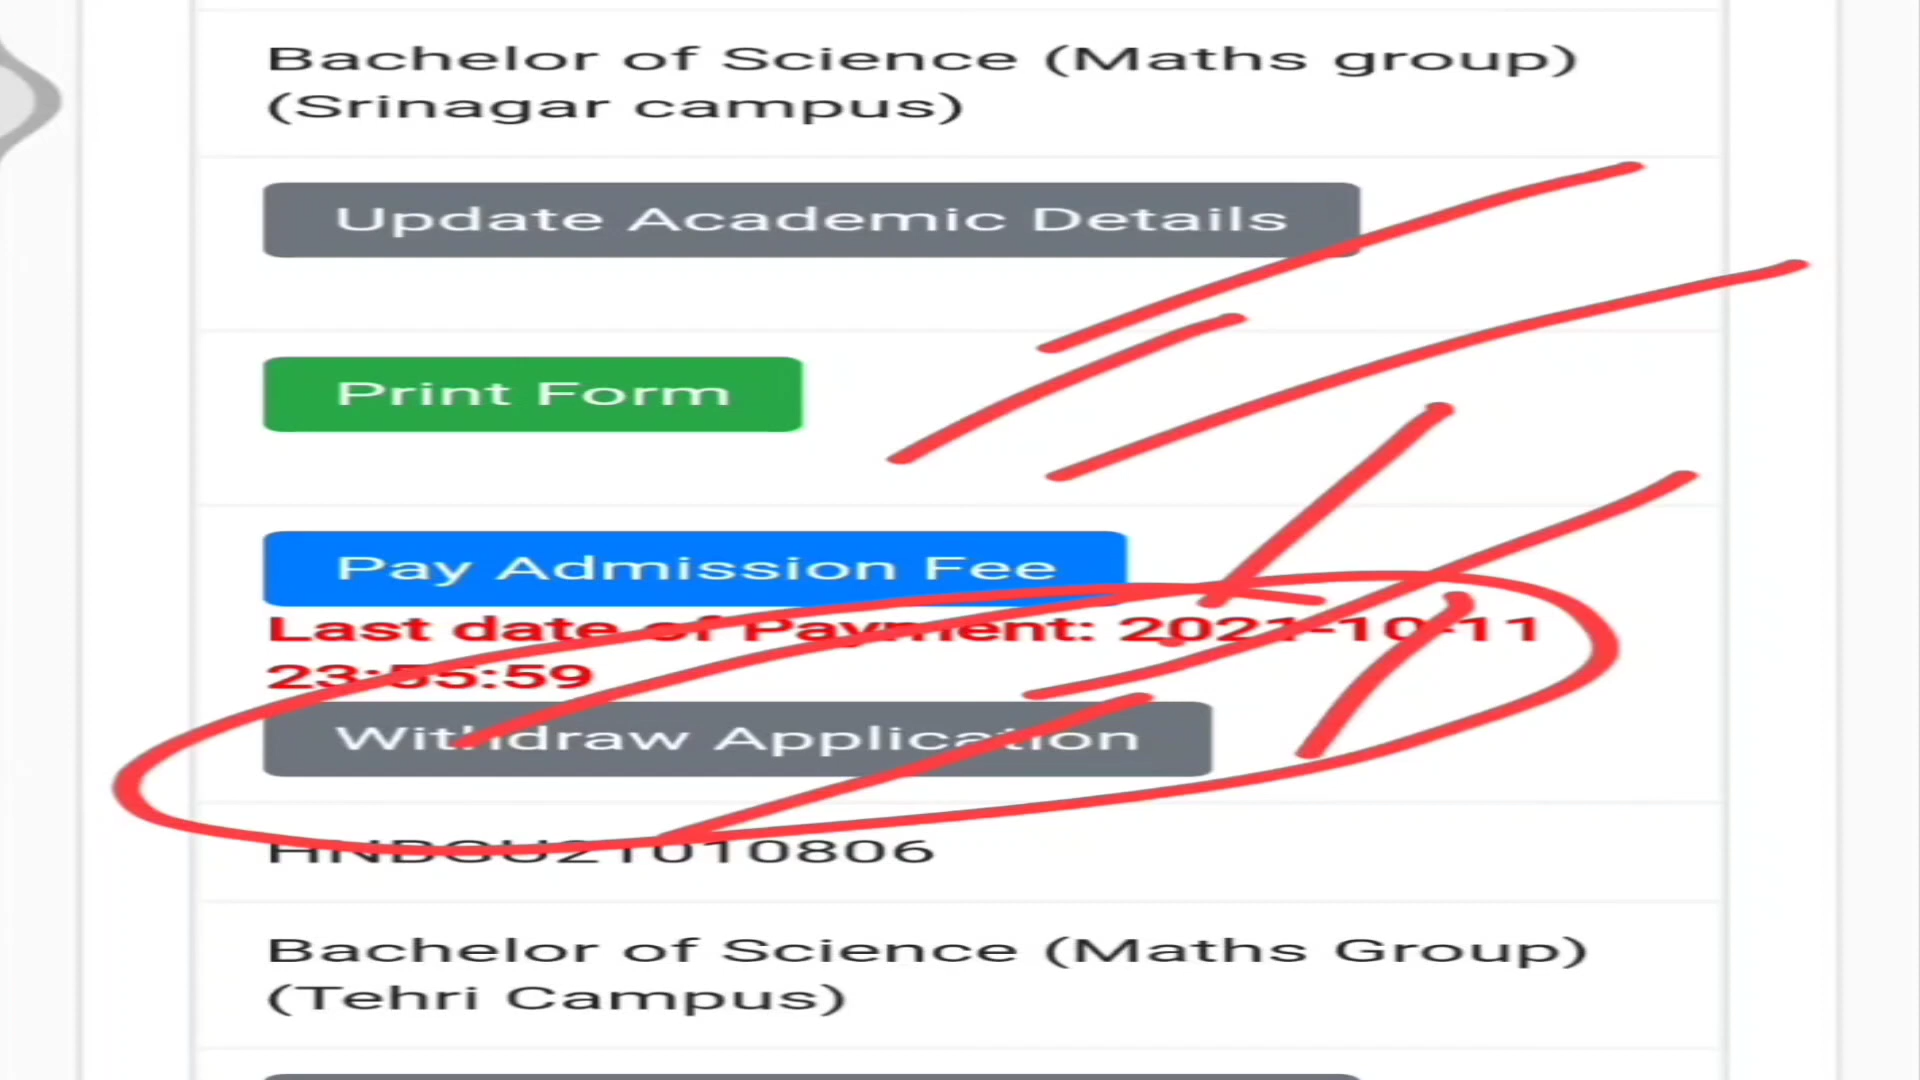 Bachelor of Science (Maths group)
(Srinagar campus)
Update Academic Details
Print Form
Pay Admission Fee
Last date of Payment: 2021-10-11
23:55:59
Withdraw Application
HNBGU21010806
Bachelor of Science (Maths Group)
(Tehri Campus)